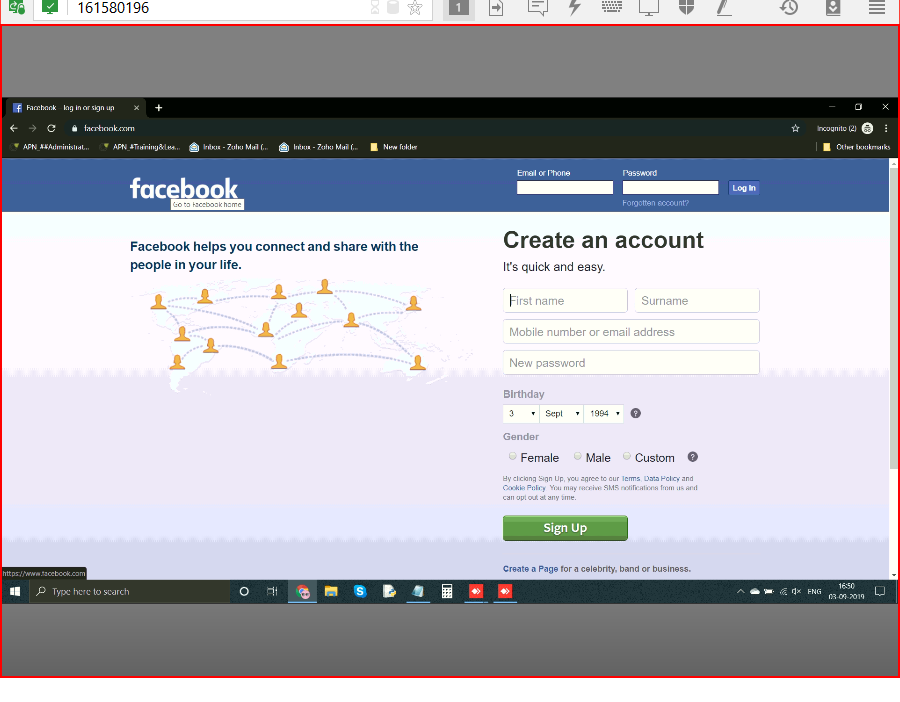 161580196
1
Facebook – log in or sign up
facebook.com
Incognito (2)
APN_##Administrat...
APN_#Training&Lea...
Inbox - Zoho Mail (...
Inbox - Zoho Mail (...
New folder
Other bookmarks
facebook
Go to Facebook home
Email or Phone
Password
Log In
Forgotten account?
Facebook helps you connect and share with the
people in your life.
Create an account
It's quick and easy.
First name
Surname
Mobile number or email address
New password
Birthday
3
Sept
1994
?
Gender
Female
Male
Custom
?
By clicking Sign Up, you agree to our Terms, Data Policy and
Cookie Policy. You may receive SMS notifications from us and
can opt out at any time.
Sign Up
Create a Page for a celebrity, band or business.
https://www.facebook.com
Type here to search
ENG
16:50
03-09-2019